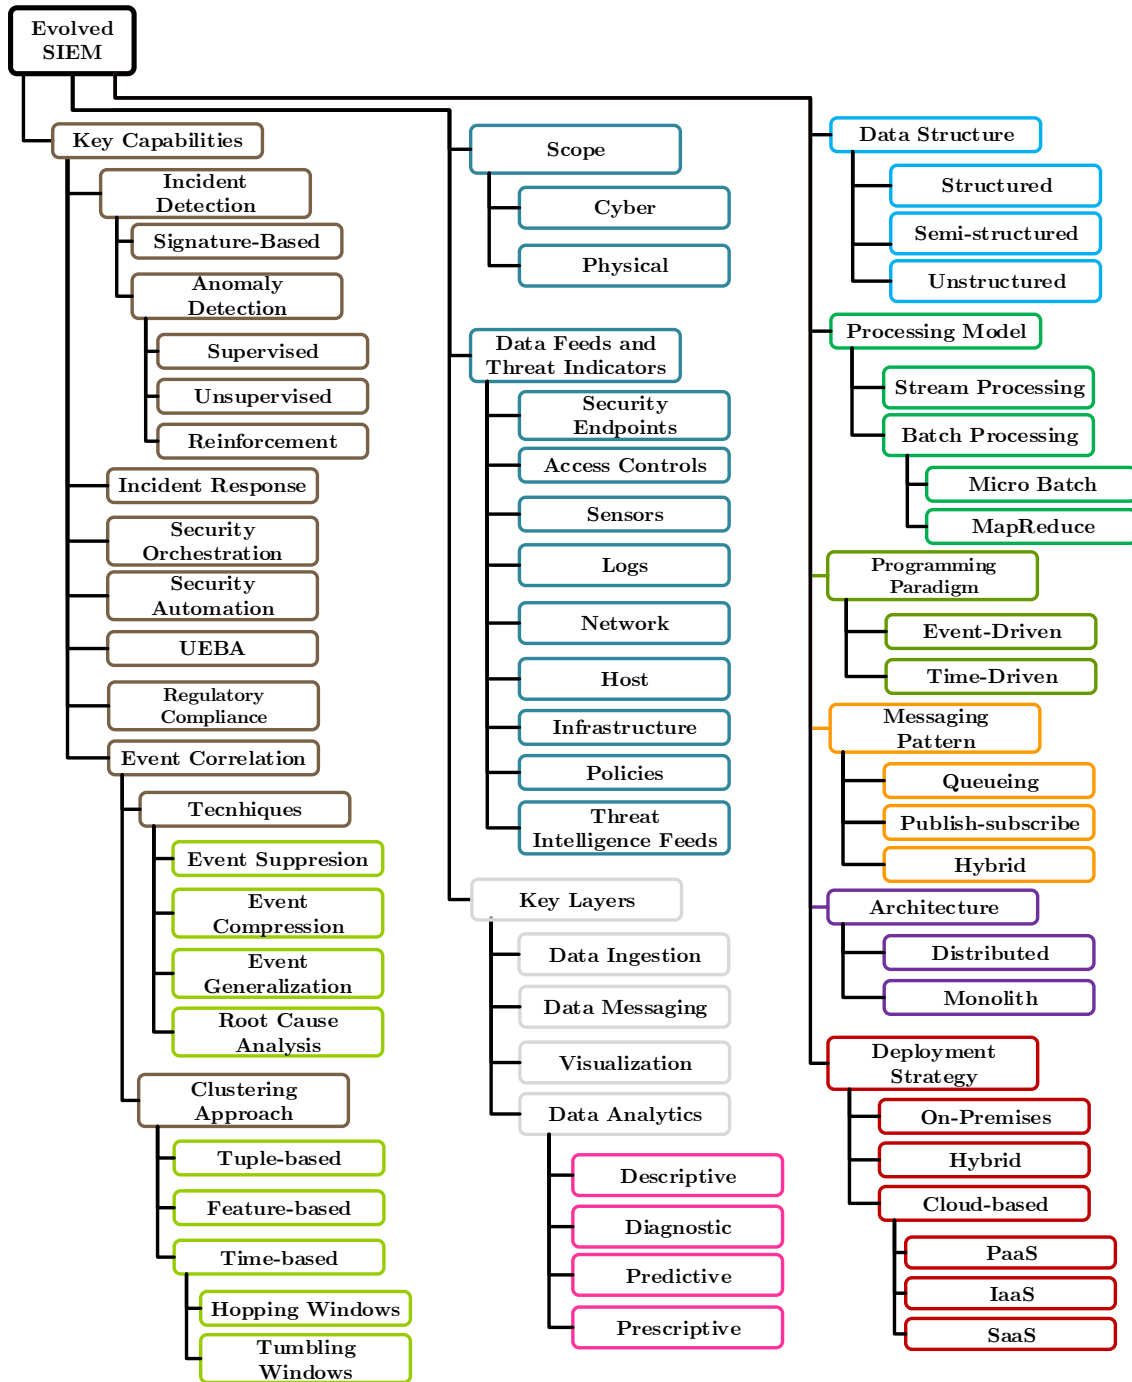 Evolved
SIEM
Key Capabilities
Incident
Detection
Signature-Based
Anomaly
Detection
Supervised
Unsupervised
Reinforcement
Incident Response
Security
Orchestration
Security
Automation
UEBA
Regulatory
Compliance
Event Correlation
Tecnhiques
Event Suppresion
Event
Compression
Event
Generalization
Root Cause
Analysis
Clustering
Approach
Tuple-based
Feature-based
Time-based
Hopping Windows
Tumbling
Windows
Scope
Cyber
Physical
Data Feeds and
Threat Indicators
Security
Endpoints
Access Controls
Sensors
Logs
Network
Host
Infrastructure
Policies
Threat
Intelligence Feeds
Key Layers
Data Ingestion
Data Messaging
Visualization
Data Analytics
Descriptive
Diagnostic
Predictive
Prescriptive
Data Structure
Structured
Semi-structured
Unstructured
Processing Model
Stream Processing
Batch Processing
Micro Batch
MapReduce
Programming
Paradigm
Event-Driven
Time-Driven
Messaging
Pattern
Queueing
Publish-subscribe
Hybrid
Architecture
Distributed
Monolith
Deployment
Strategy
On-Premises
Hybrid
Cloud-based
PaaS
IaaS
SaaS